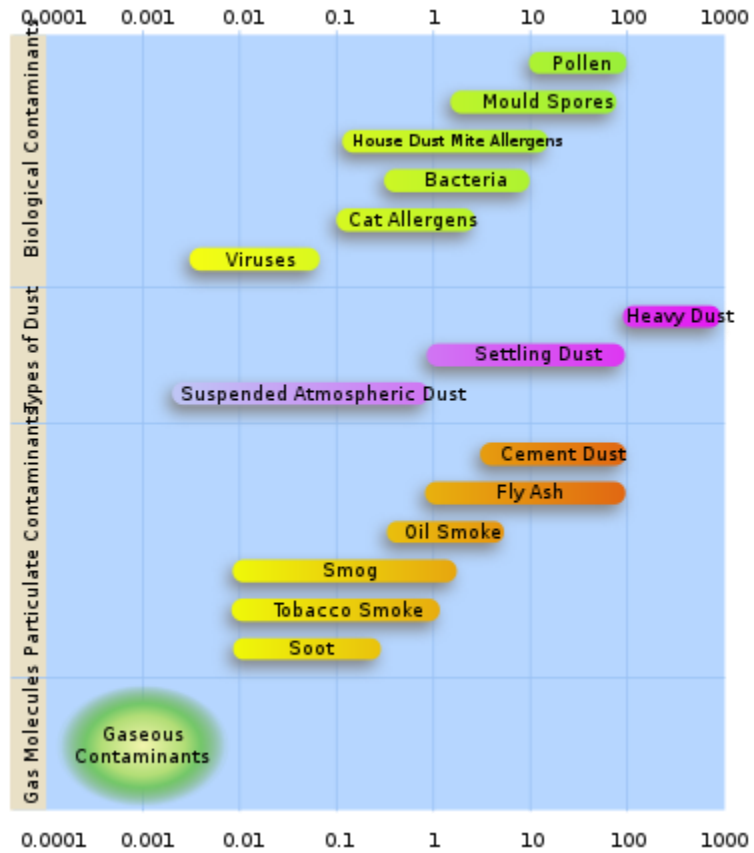 0.0001 0.001 0.01 0.1 1 10 100 1000
Biological Contaminants
Pollen
Mould Spores
House Dust Mite Allergens
Bacteria
Cat Allergens
Viruses
Types of Dust
Heavy Dust
Settling Dust
Suspended Atmospheric Dust
Particulate Contaminants
Cement Dust
Fly Ash
Oil Smoke
Smog
Tobacco Smoke
Soot
Gas Molecules
Gaseous
Contaminants
0.0001 0.001 0.01 0.1 1 10 100 1000